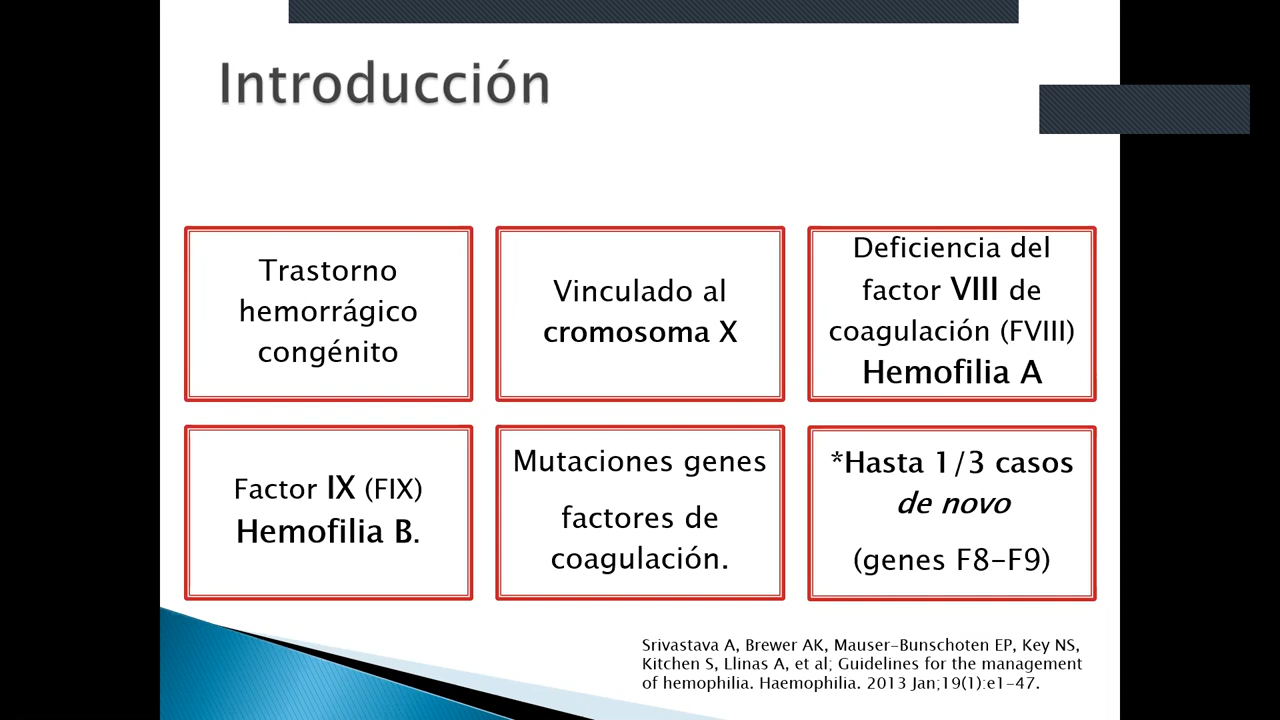 Introducción
Trastorno
hemorrágico
congénito
Vinculado al
cromosoma X
Deficiencia del
factor VIII de
coagulación (FVIII)
Hemofilia A
Factor IX (FIX)
Hemofilia B.
Mutaciones genes
factores de
coagulación.
*Hasta 1/3 casos
de novo
(genes F8-F9)
Srivastava A, Brewer AK, Mauser-Bunschoten EP, Key NS,
Kitchen S, Llinas A, et al; Guidelines for the management
of hemophilia. Haemophilia. 2013 Jan;19(1):e1-47.